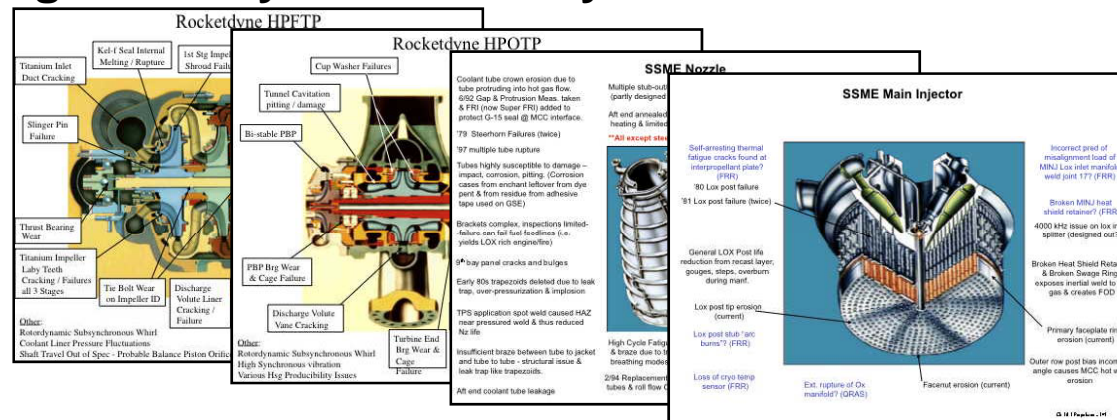 Rocketdyne HPFTP
Kel-f Seal Internal
Melting / Rupture
1st Stg
Titanium Inlet
Duct Cracking
Slinger Pin
Failure
Thrust Bearing
Wear
Titanium Impeller
Laby Teeth
Cracking / Failures
all 3 Stages
Tie Bolt Wear
on Impeller ID
Discharge
Volute Liner
Cracking /
Failure
Other:
Rotordynamic Subsynchronous Whirl
Coolant Liner Pressure Fluctuations
Shaft Travel Out of Spec - Probable Balance Piston
Rocketdyne HPOTP
Cup Washer Failures
Tunnel Cavitation
pitting / damage
Bi-stable PBP
PBP Brg Wear
& Cage Failure
Discharge Volute
Vane Cracking
Turbine End
Brg Wear &
Cage
Failure
Other:
Rotordynamic Subsynchronous Whirl
High Synchronous vibration
Various Hsg Producibility Issues
SSME Nozzle
Coolant tube crown erosion due to
tube protruding into hot gas flow.
6/92 Gap & Protrusion Meas. taken
& FRI (now Super FRI) added to
protect G-15 seal @ MCC interface.
'79 Steerhorn Failures (twice)
'97 multiple tube rupture
Tubes highly susceptible to damage –
impact, corrosion, pitting. (Corrosion
cases from enchant leftover from dye
pent & from residue from adhesive
tape used on GSE)
Brackets complex, inspections limited-
failure can fail fuel feedlines (i.e.
yields LOX rich engine/fire)
9th bay panel cracks and bulges
Early 80s trapezoids deleted due to leak
trap, over-pressurization & implosion
TPS application spot weld caused HAZ
near pressured weld & thus reduced
Nz life
Insufficient braze between tube to jacket
and tube to tube - structural issue &
leak trap like trapezoids.
Aft end coolant tube leakage
Multiple
(partly designed
Aft end annealed
heating &
**All except
High Cycle
& braze due to
breathing modes
2/94
tubes & roll flow
SSME Main Injector
Self-arresting thermal
fatigue cracks found at
interpropellant plate?
(FRR)
'80 Lox post failure
'81 Lox post failure (twice)
General LOX Post life
reduction from recast layer,
gouges, steps, overburn
during manf.
Lox post tip erosion
(current)
Lox post stub "arc
burns"? (FRR)
Loss of cryo temp
sensor (FRR)
Ext. rupture of Ox
manifold? (QRAS)
Facenut erosion (current)
Incorrect pred of
misalignment load of
MINJ Lox inlet
weld joint 17? (FRR)
Broken MINJ heat
shield retainer?
4000 kHz issue on lox
splitter (designed
Broken Heat Shield
& Broken Swage
exposes inertial weld to
gas & creates FOD
Primary faceplate
erosion (current)
Outer row post bias
angle causes MCC hot
erosion